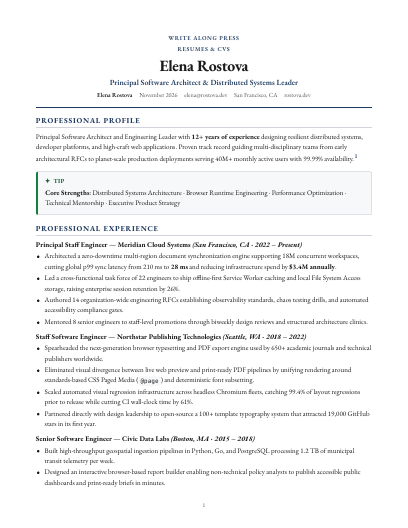 WRITE ALONG PRESS
RESUMES & CVS
Elena Rostova
Principal Software Architect & Distributed Systems Leader
Elena Rostova November 2026 elena@rostova.dev San Francisco, CA rostova.dev
PROFESSIONAL PROFILE
Principal Software Architect and Engineering Leader with 12+ years of experience designing resilient distributed systems,
developer platforms, and high-craft web applications. Proven track record guiding multi-disciplinary teams from early
architectural RFCs to planet-scale production deployments serving 40M+ monthly active users with 99.99% availability.1
✦ TIP
Core Strengths: Distributed Systems Architecture · Browser Runtime Engineering · Performance Optimization ·
Technical Mentorship · Executive Product Strategy
PROFESSIONAL EXPERIENCE
Principal Staff Engineer — Meridian Cloud Systems (San Francisco, CA · 2022 – Present)
• Architected a zero-downtime multi-region document synchronization engine supporting 18M concurrent workspaces,
cutting global p99 sync latency from 210 ms to 28 ms and reducing infrastructure spend by $3.4M annually.
• Led a cross-functional task force of 22 engineers to ship offline-first Service Worker caching and local File System Access
storage, raising enterprise session retention by 26%.
• Authored 14 organization-wide engineering RFCs establishing observability standards, chaos testing drills, and automated
accessibility compliance gates.
• Mentored 8 senior engineers to staff-level promotions through biweekly design reviews and structured architecture clinics.
Staff Software Engineer — Northstar Publishing Technologies (Seattle, WA · 2018 – 2022)
• Spearheaded the next-generation browser typesetting and PDF export engine used by 650+ academic journals and technical
publishers worldwide.
• Eliminated visual divergence between live web preview and print-ready PDF pipelines by unifying rendering around
standards-based CSS Paged Media ( @page ) and deterministic font subsetting.
• Scaled automated visual regression infrastructure across headless Chromium fleets, catching 99.4% of layout regressions
prior to release while cutting CI wall-clock time by 61%.
• Partnered directly with design leadership to open-source a 100+ template typography system that attracted 19,000 GitHub
stars in its first year.
Senior Software Engineer — Civic Data Labs (Boston, MA · 2015 – 2018)
• Built high-throughput geospatial ingestion pipelines in Python, Go, and PostgreSQL processing 1.2 TB of municipal
transit telemetry per week.
• Designed an interactive browser-based report builder enabling non-technical policy analysts to publish accessible public
dashboards and print-ready briefs in minutes.
1